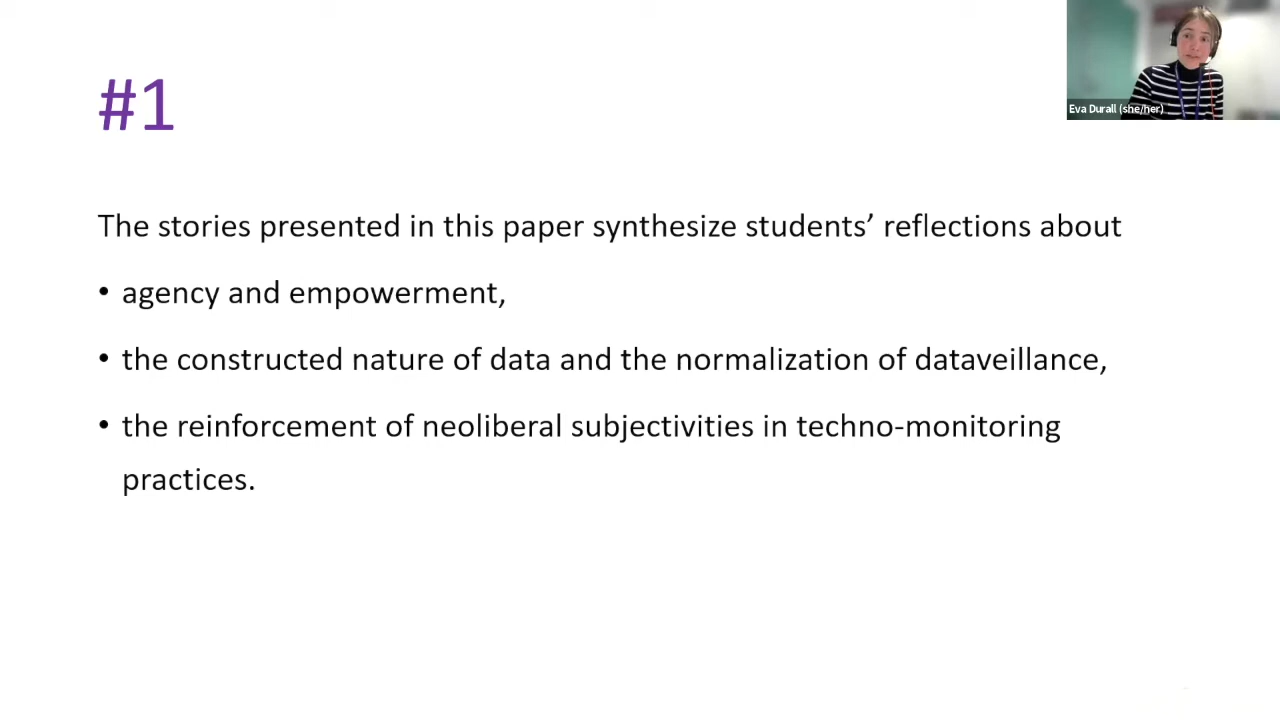 #1
Eva Durall (she/her)
The stories presented in this paper synthesize students’ reflections about
• agency and empowerment,
• the constructed nature of data and the normalization of dataveillance,
• the reinforcement of neoliberal subjectivities in techno-monitoring
practices.